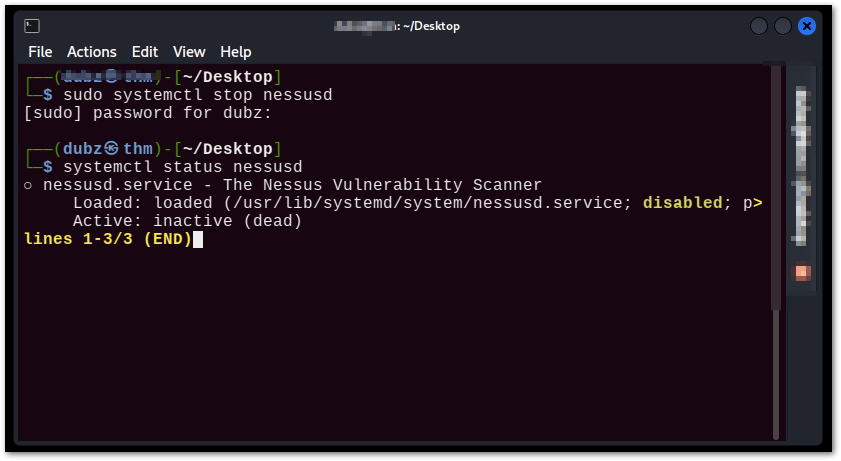 : ~/Desktop
File Actions Edit View Help
┌──(dubz㉿thm)-[~/Desktop]
└─$ sudo systemctl stop nessusd
[sudo] password for dubz:
┌──(dubz㉿thm)-[~/Desktop]
└─$ systemctl status nessusd
○ nessusd.service - The Nessus Vulnerability Scanner
Loaded: loaded (/usr/lib/systemd/system/nessusd.service; disabled; p>
Active: inactive (dead)
lines 1-3/3 (END)